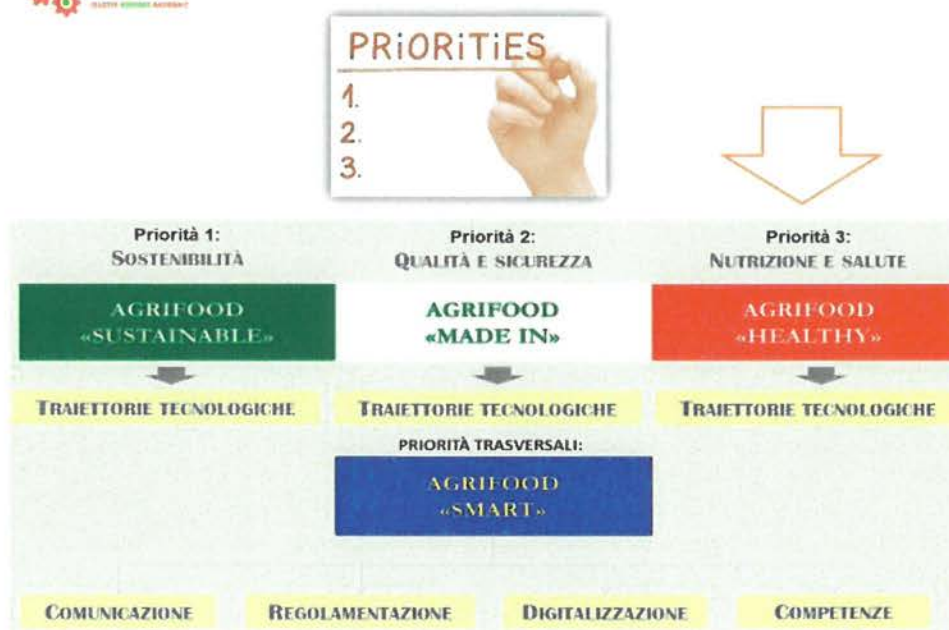 PRiORiTiES
1.
2.
3.
Priorità 1:
SOSTENIBILITÀ
Priorità 2:
QUALITÀ E SICUREZZA
Priorità 3:
NUTRIZIONE E SALUTE
AGRIFOOD
«SUSTAINABLE»
AGRIFOOD
«MADE IN»
AGRIFOOD
«HEALTHY»
TRAIETTORIE TECNOLOGICHE
TRAIETTORIE TECNOLOGICHE
TRAIETTORIE TECNOLOGICHE
PRIORITÀ TRASVERSALI:
AGRIFOOD
«SMART»
COMUNICAZIONE
REGOLAMENTAZIONE
DIGITALIZZAZIONE
COMPETENZE